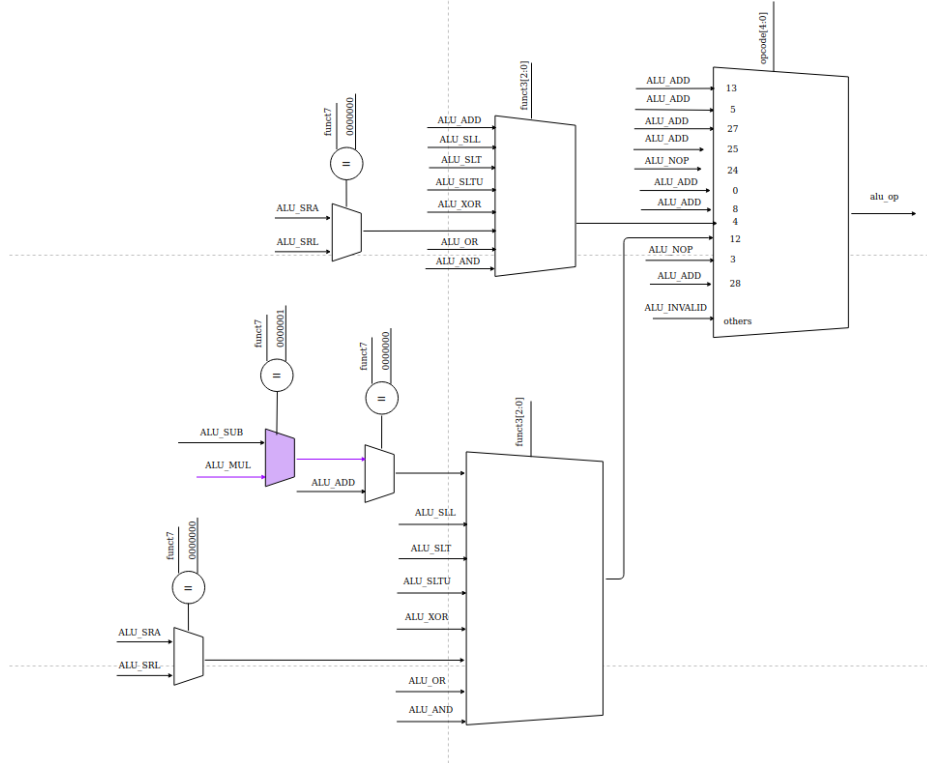 opcode[4:0]
ALU_ADD
13
ALU_ADD
5
ALU_ADD
27
ALU_ADD
25
ALU_NOP
24
ALU_ADD
0
ALU_ADD
8
4
12
ALU_NOP
3
ALU_ADD
28
ALU_INVALID
others
alu_op
funct3[2:0]
ALU_ADD
ALU_SLL
ALU_SLT
ALU_SLTU
ALU_XOR
ALU_OR
ALU_AND
funct7
0000000
=
ALU_SRA
ALU_SRL
funct7
0000001
=
ALU_SUB
ALU_MUL
funct7
0000000
=
ALU_ADD
funct3[2:0]
ALU_SLL
ALU_SLT
ALU_SLTU
ALU_XOR
ALU_OR
ALU_AND
funct7
0000000
=
ALU_SRA
ALU_SRL